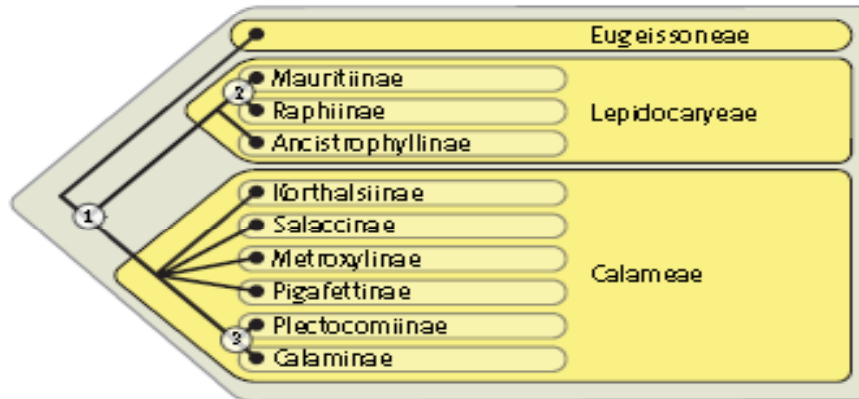 Eugeissoneae
Mauritiinae
2
Raphiinae
Lepidocaryeae
Ancistrophyllinae
Korthalsiinae
1
Salaccinae
Metroxylinae
Calameae
Pigafettinae
Plectocomiinae
3
Calaminae